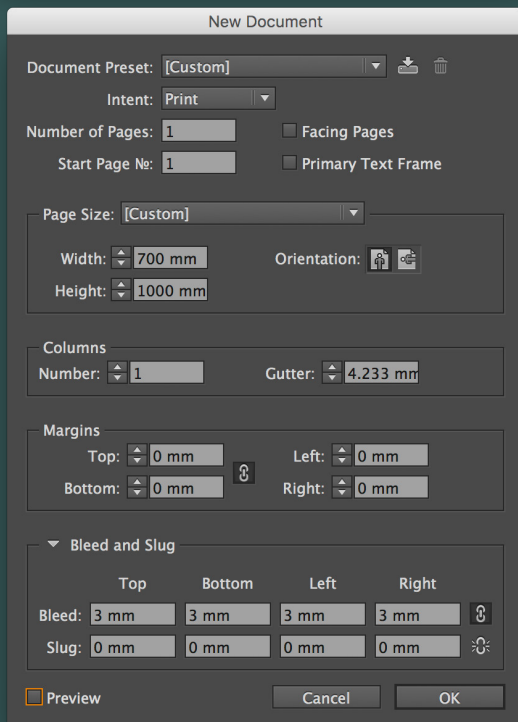 New Document
Document Preset: [Custom]
Intent: Print
Number of Pages: 1 Facing Pages
Start Page №: 1 Primary Text Frame
Page Size: [Custom]
Width: 700 mm Orientation:
Height: 1000 mm
Columns
Number: 1 Gutter: 4.233 mm
Margins
Top: 0 mm Left: 0 mm
Bottom: 0 mm Right: 0 mm
Bleed and Slug
Top Bottom Left Right
Bleed: 3 mm 3 mm 3 mm 3 mm
Slug: 0 mm 0 mm 0 mm 0 mm
Preview Cancel OK